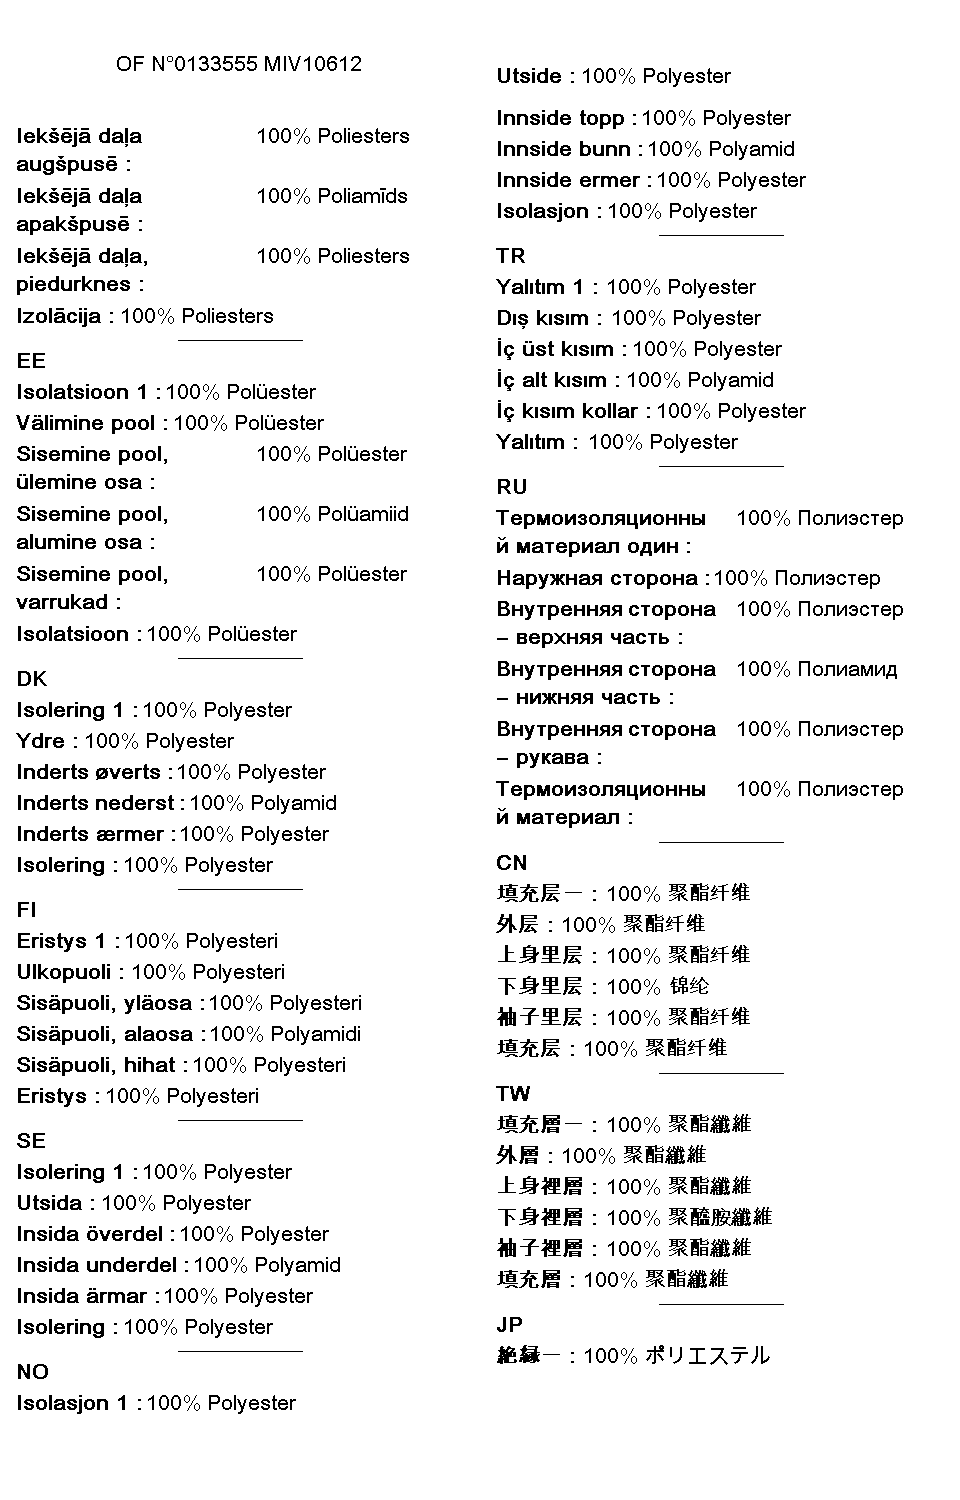 OF N°0133555 MIV10612
Iekšējā daļa 100% Poliesters
augšpusē :
Iekšējā daļa 100% Poliamīds
apakšpusē :
Iekšējā daļa, 100% Poliesters
piedurknes :
Izolācija : 100% Poliesters
EE
Isolatsioon 1 : 100% Polüester
Välimine pool : 100% Polüester
Sisemine pool, 100% Polüester
ülemine osa :
Sisemine pool, 100% Polüamiid
alumine osa :
Sisemine pool, 100% Polüester
varrukad :
Isolatsioon : 100% Polüester
DK
Isolering 1 : 100% Polyester
Ydre : 100% Polyester
Inderts øverts : 100% Polyester
Inderts nederst : 100% Polyamid
Inderts ærmer : 100% Polyester
Isolering : 100% Polyester
FI
Eristys 1 : 100% Polyesteri
Ulkopuoli : 100% Polyesteri
Sisäpuoli, yläosa : 100% Polyesteri
Sisäpuoli, alaosa : 100% Polyamidi
Sisäpuoli, hihat : 100% Polyesteri
Eristys : 100% Polyesteri
SE
Isolering 1 : 100% Polyester
Utsida : 100% Polyester
Insida överdel : 100% Polyester
Insida underdel : 100% Polyamid
Insida ärmar : 100% Polyester
Isolering : 100% Polyester
NO
Isolasjon 1 : 100% Polyester
Utside : 100% Polyester
Innside topp : 100% Polyester
Innside bunn : 100% Polyamid
Innside ermer : 100% Polyester
Isolasjon : 100% Polyester
TR
Yalıtım 1 : 100% Polyester
Dış kısım : 100% Polyester
İç üst kısım : 100% Polyester
İç alt kısım : 100% Polyamid
İç kısım kollar : 100% Polyester
Yalıtım : 100% Polyester
RU
Термоизоляционны 100% Полиэстер
й материал один :
Наружная сторона : 100% Полиэстер
Внутренняя сторона 100% Полиэстер
– верхняя часть :
Внутренняя сторона 100% Полиамид
– нижняя часть :
Внутренняя сторона 100% Полиэстер
– рукава :
Термоизоляционны 100% Полиэстер
й материал :
CN
填充层一 : 100% 聚酯纤维
外层 : 100% 聚酯纤维
上身里层 : 100% 聚酯纤维
下身里层 : 100% 锦纶
袖子里层 : 100% 聚酯纤维
填充层 : 100% 聚酯纤维
TW
填充層一 : 100% 聚酯纖維
外層 : 100% 聚酯纖維
上身裡層 : 100% 聚酯纖維
下身裡層 : 100% 聚醯胺纖維
袖子裡層 : 100% 聚酯纖維
填充層 : 100% 聚酯纖維
JP
絶縁一 : 100% ポリエステル